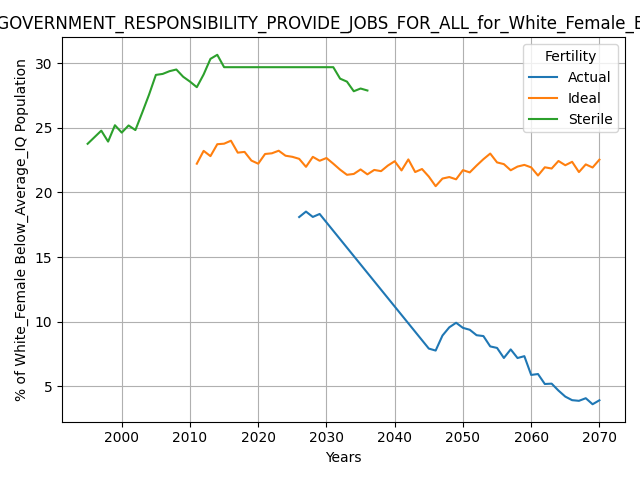 GOVERNMENT_RESPONSIBILITY_PROVIDE_JOBS_FOR_ALL_for_White_Female_B
30
25
20
15
10
5
% of White_Female Below_Average_IQ Population
Fertility
Actual
Ideal
Sterile
2000 2010 2020 2030 2040 2050 2060 2070
Years